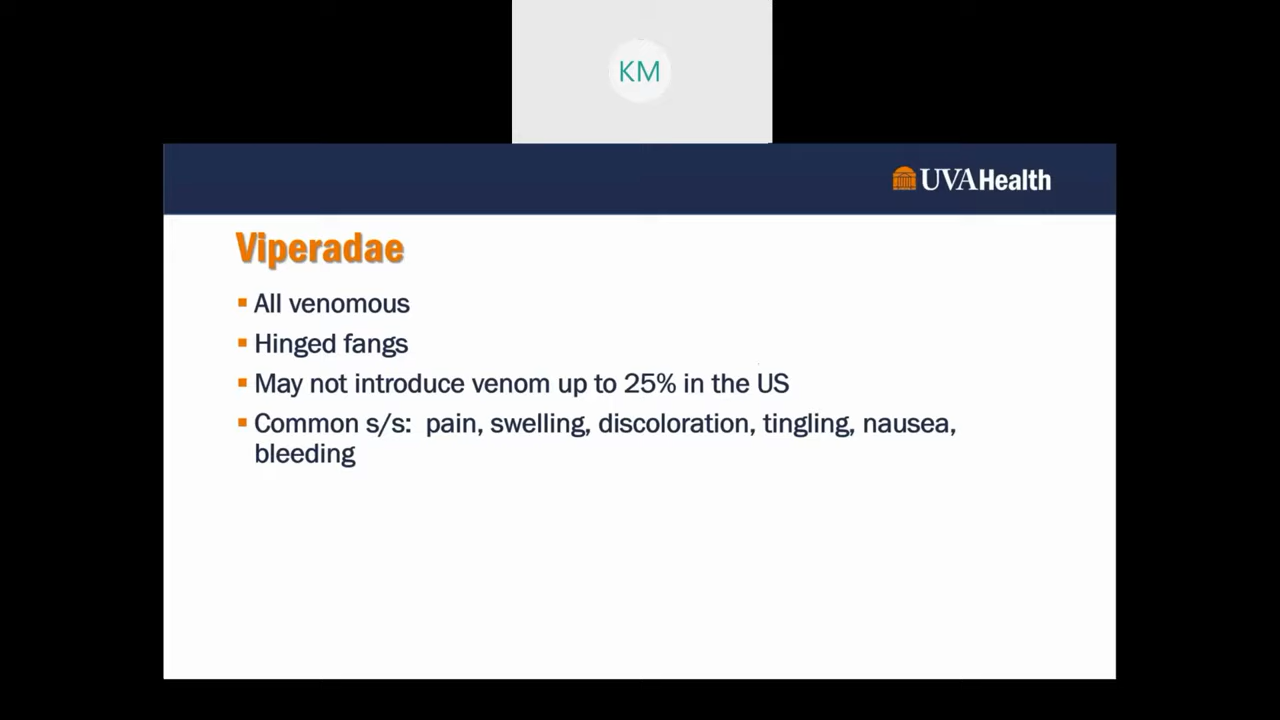 KM
UVAHealth
Viperadae
All venomous
Hinged fangs
May not introduce venom up to 25% in the US
Common s/s: pain, swelling, discoloration, tingling, nausea,
bleeding